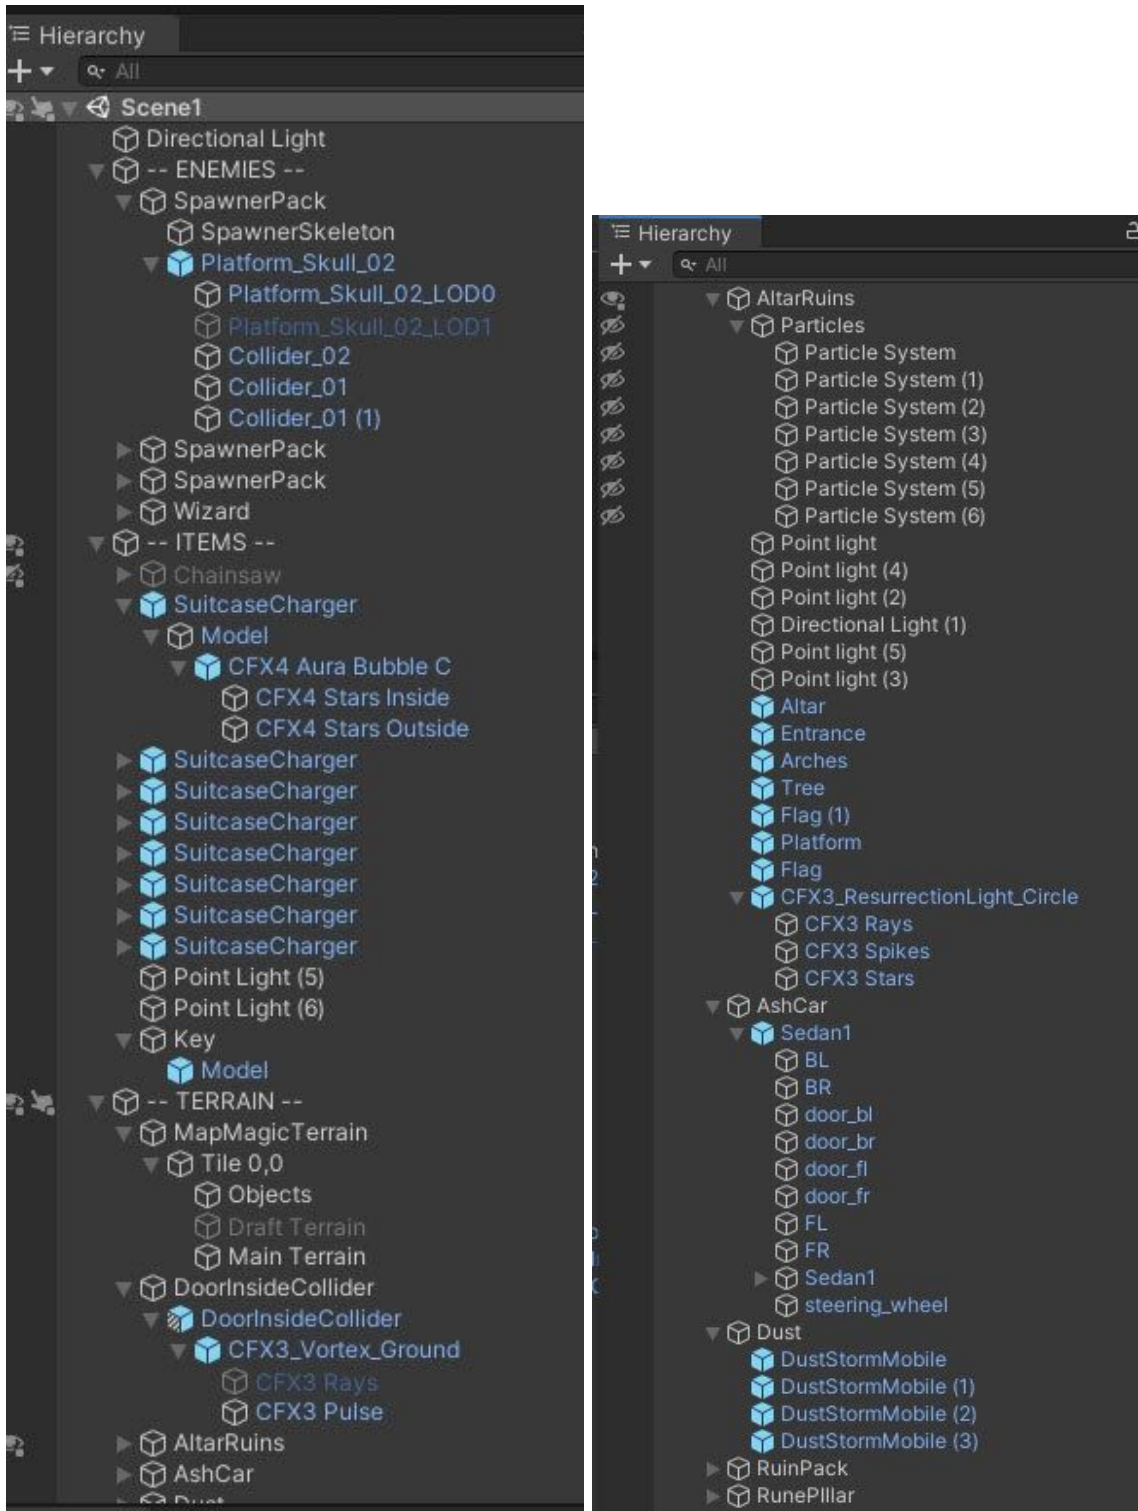 Hierarchy
All
Scene1
Directional Light
-- ENEMIES --
SpawnerPack
SpawnerSkeleton
Platform_Skull_02
Platform_Skull_02_LOD0
Platform_Skull_02_LOD1
Collider_02
Collider_01
Collider_01 (1)
SpawnerPack
SpawnerPack
Wizard
-- ITEMS --
Chainsaw
SuitcaseCharger
Model
CFX4 Aura Bubble C
CFX4 Stars Inside
CFX4 Stars Outside
SuitcaseCharger
SuitcaseCharger
SuitcaseCharger
SuitcaseCharger
SuitcaseCharger
SuitcaseCharger
SuitcaseCharger
Point Light (5)
Point Light (6)
Key
Model
-- TERRAIN --
MapMagicTerrain
Tile 0,0
Objects
Draft Terrain
Main Terrain
DoorInsideCollider
DoorInsideCollider
CFX3_Vortex_Ground
CFX3 Rays
CFX3 Pulse
AltarRuins
AshCar
Dust
Hierarchy
All
AltarRuins
Particles
Particle System
Particle System (1)
Particle System (2)
Particle System (3)
Particle System (4)
Particle System (5)
Particle System (6)
Point light
Point light (4)
Point light (2)
Directional Light (1)
Point light (5)
Point light (3)
Altar
Entrance
Arches
Tree
Flag (1)
Platform
Flag
CFX3_ResurrectionLight_Circle
CFX3 Rays
CFX3 Spikes
CFX3 Stars
AshCar
Sedan1
BL
BR
door_bl
door_br
door_fl
door_fr
FL
FR
Sedan1
steering_wheel
Dust
DustStormMobile
DustStormMobile (1)
DustStormMobile (2)
DustStormMobile (3)
RuinPack
RunePIllar